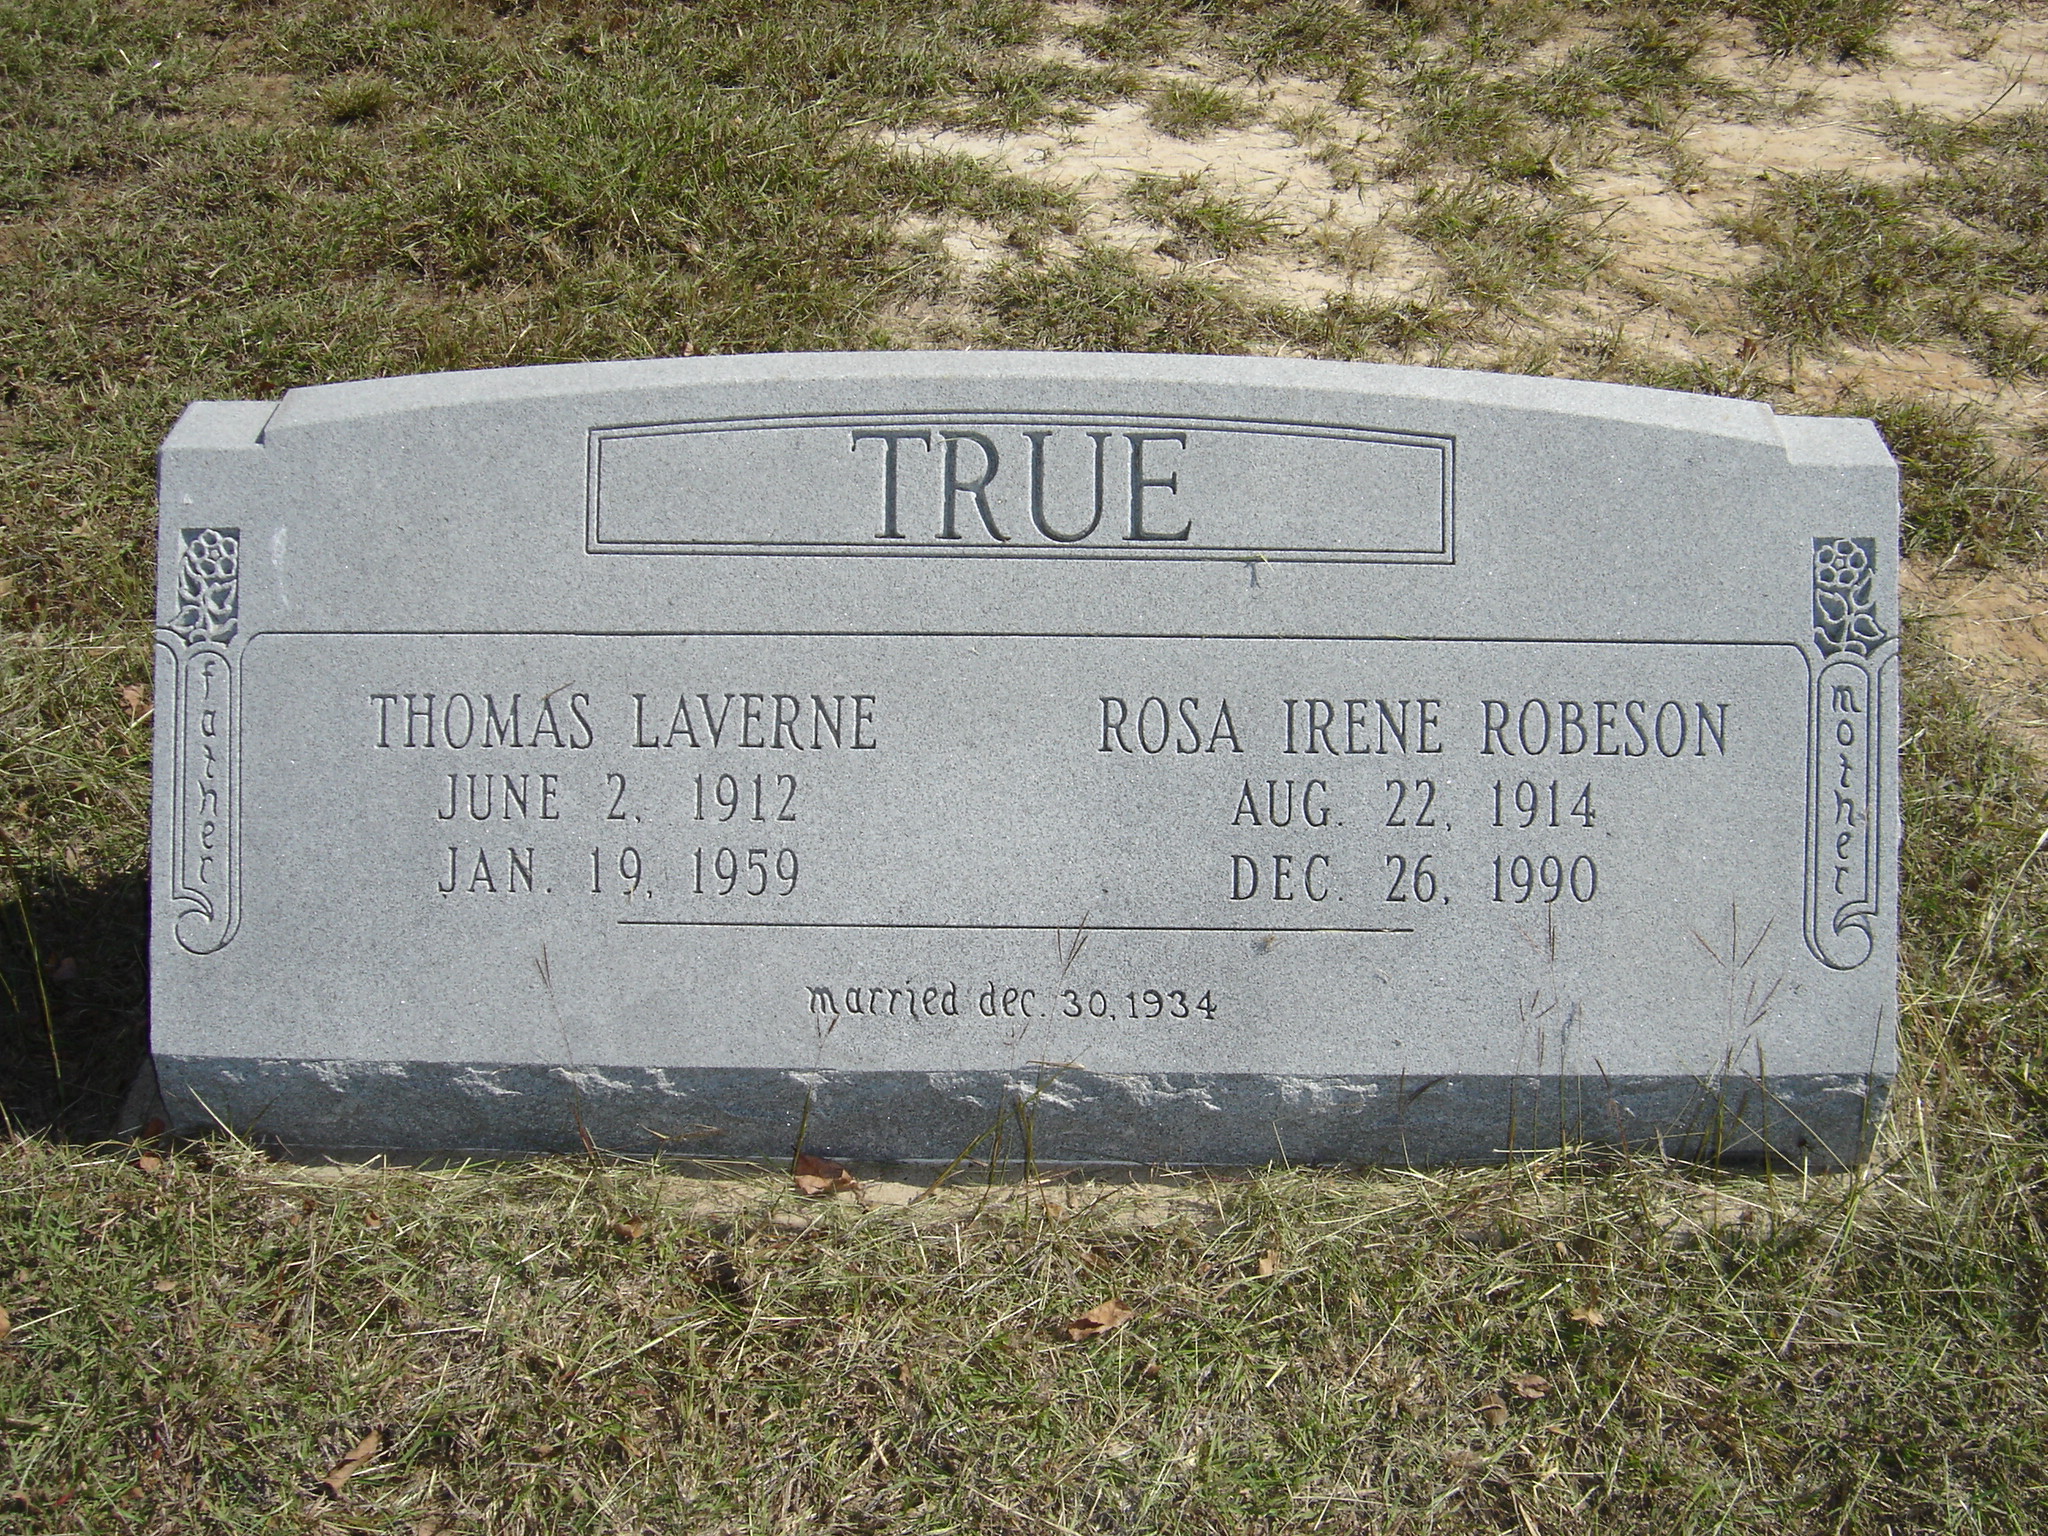 TRUE
father
THOMAS LAVERNE
JUNE 2, 1912
JAN. 19, 1959
ROSA IRENE ROBESON
AUG. 22, 1914
DEC. 26, 1990
mother
married dec. 30, 1934